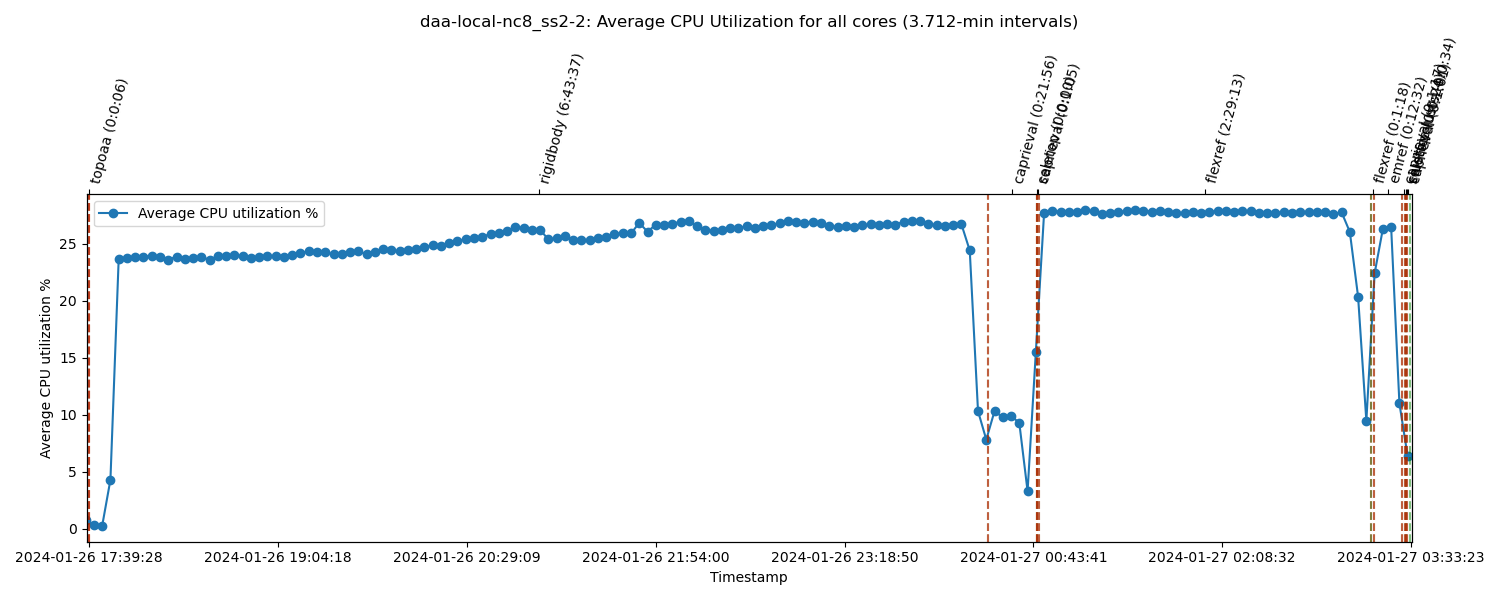 daa-local-nc8_ss2-2: Average CPU Utilization for all cores (3.712-min intervals)
topoaa (0:0:06)
rigidbody (6:43:37)
caprieval (0:21:56)
flexref (2:29:13)
flexref (0:1:18)
emref (0:12:32)
Average CPU utilization %
Average CPU utilization %
25
20
15
10
5
0
2024-01-26 17:39:28
2024-01-26 19:04:18
2024-01-26 20:29:09
2024-01-26 21:54:00
2024-01-26 23:18:50
2024-01-27 00:43:41
2024-01-27 02:08:32
2024-01-27 03:33:23
Timestamp